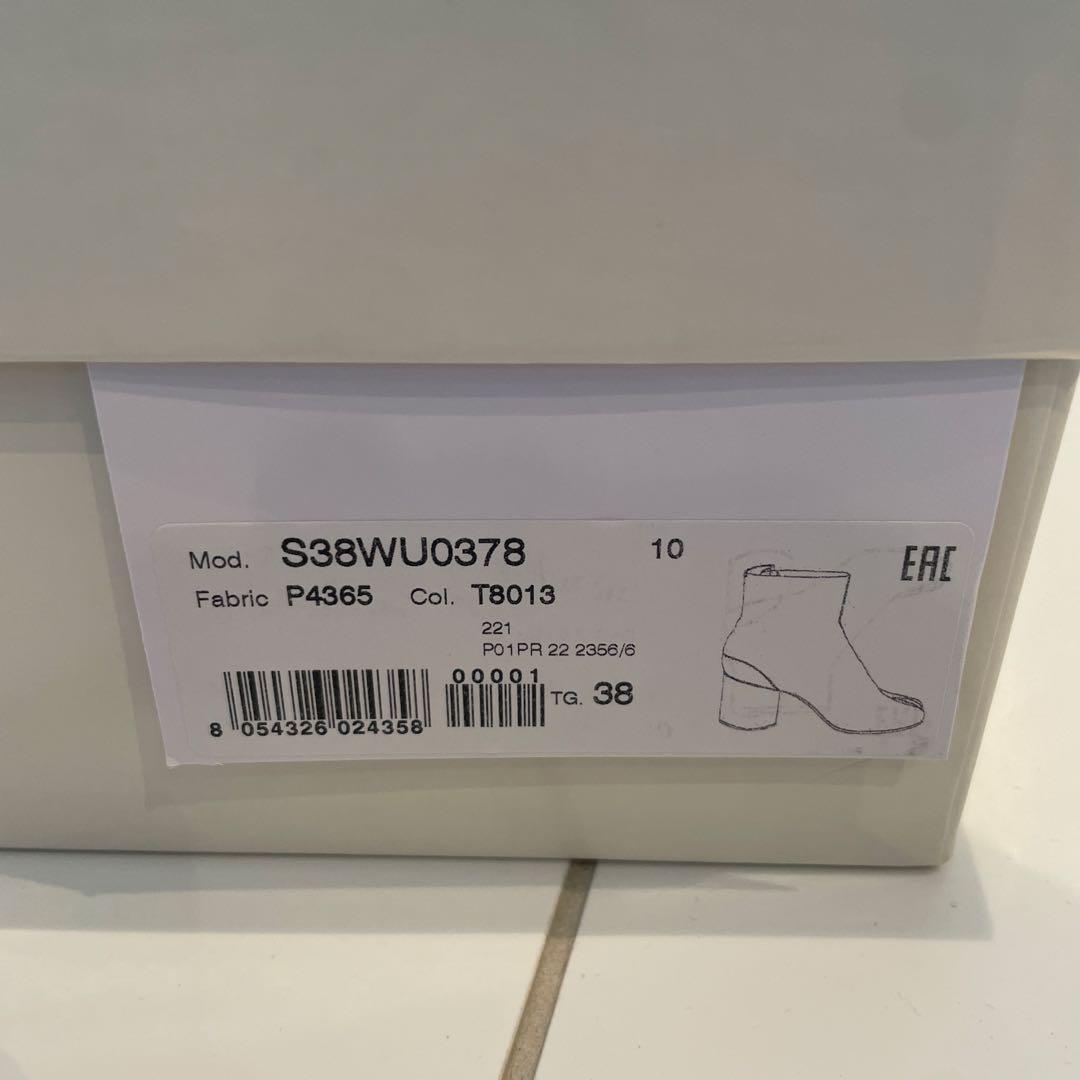 Mod. S38WU0378 10 EAC
Fabric P4365 Col. T8013
221
P01PR 22 2356/6
00001
TG. 38
8 054326 024358